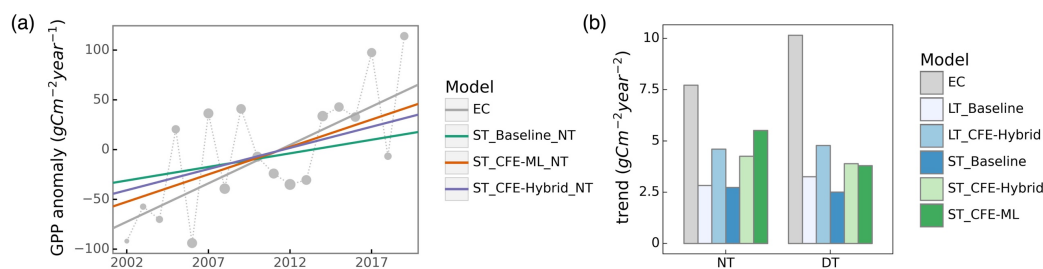 (a)
GPP anomaly (gCm⁻²year⁻¹)
100
50
0
−50
−100
2002 2007 2012 2017
Model
EC
ST_Baseline_NT
ST_CFE-ML_NT
ST_CFE-Hybrid_NT
(b)
trend (gCm⁻²year⁻²)
10
7.5
5
2.5
0
NT DT
Model
EC
LT_Baseline
LT_CFE-Hybrid
ST_Baseline
ST_CFE-Hybrid
ST_CFE-ML